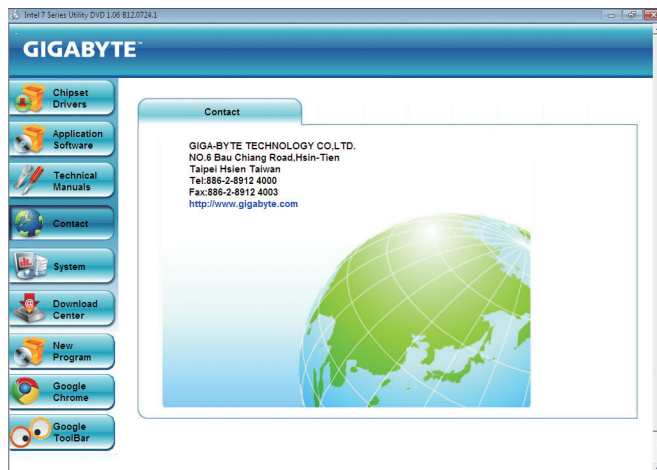 Intel 7 Series Utility DVD 1.06 B12.0724.1
GIGABYTE™
Chipset
Drivers
Application
Software
Technical
Manuals
Contact
System
Download
Center
New
Program
Google
Chrome
Google
ToolBar
Contact
GIGA-BYTE TECHNOLOGY CO,LTD.
NO.6 Bau Chiang Road,Hsin-Tien
Taipei Hsien Taiwan
Tel:886-2-8912 4000
Fax:886-2-8912 4003
http://www.gigabyte.com